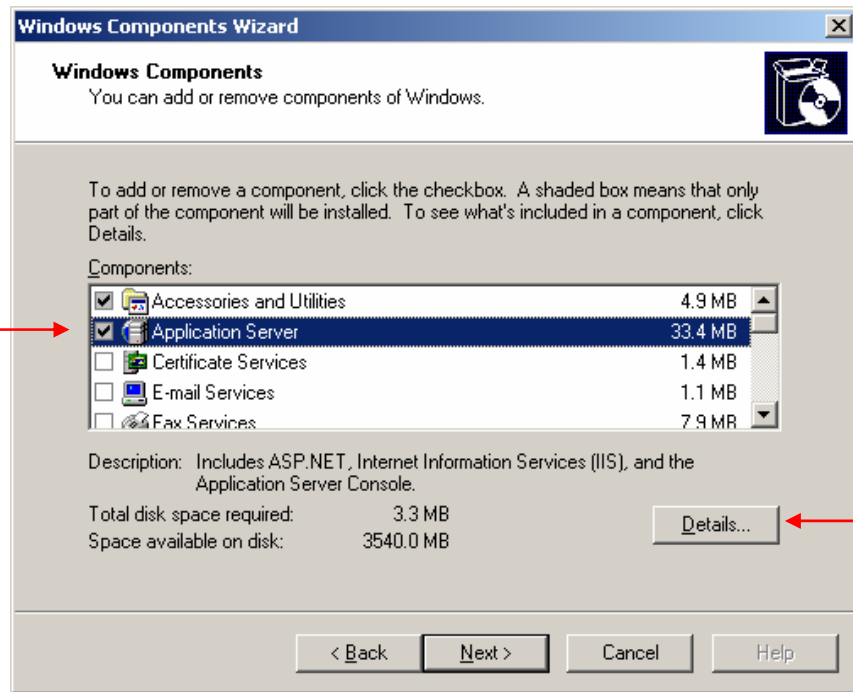 Windows Components Wizard
Windows Components
You can add or remove components of Windows.
To add or remove a component, click the checkbox. A shaded box means that only
part of the component will be installed. To see what's included in a component, click
Details.
Components:
Accessories and Utilities 4.9 MB
Application Server 33.4 MB
Certificate Services 1.4 MB
E-mail Services 1.1 MB
Fax Services 7.9 MB
Description: Includes ASP.NET, Internet Information Services (IIS), and the
Application Server Console.
Total disk space required: 3.3 MB
Space available on disk: 3540.0 MB
Details...
< Back Next > Cancel Help